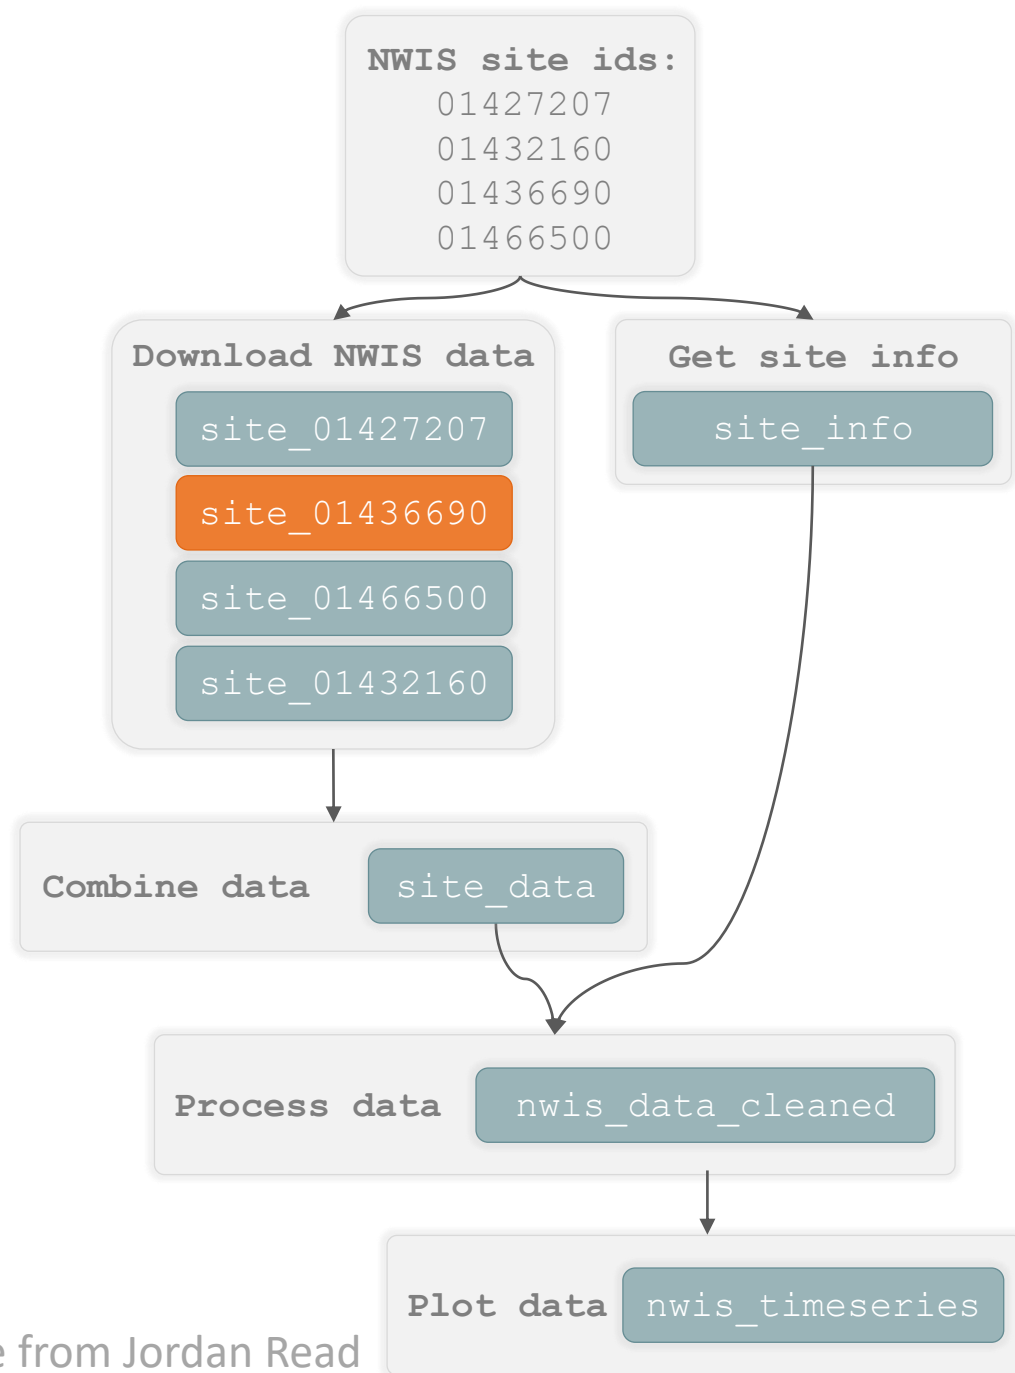 NWIS site ids:
01427207
01432160
01436690
01466500
Download NWIS data
site_01427207
site_01436690
site_01466500
site_01432160
Get site info
site_info
Combine data
site_data
Process data
nwis_data_cleaned
Plot data
nwis_timeseries
from Jordan Read